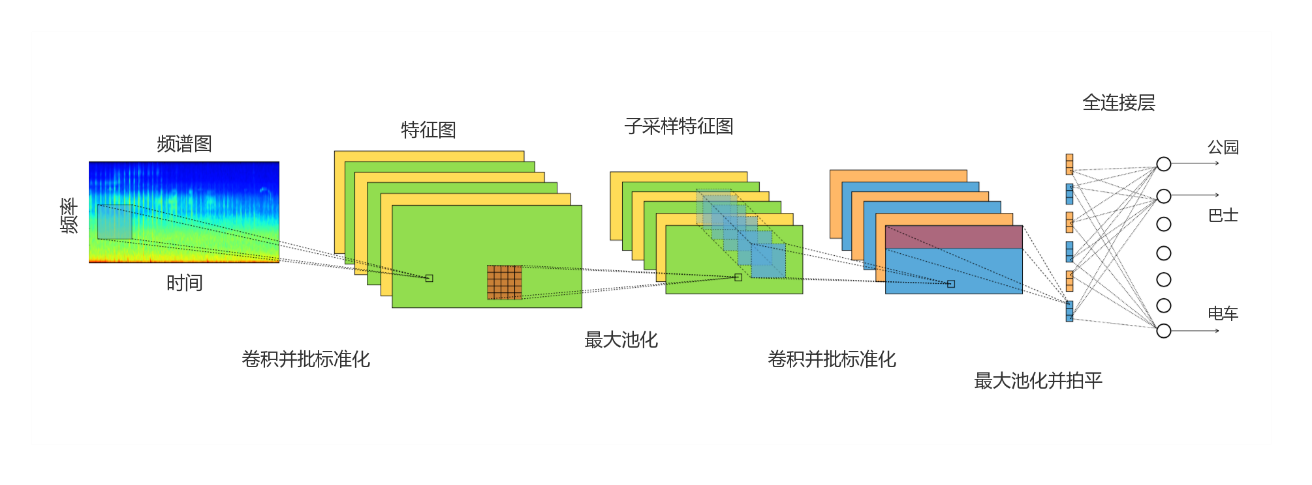 频谱图
频率
时间
卷积并批标准化
特征图
最大池化
子采样特征图
卷积并批标准化
最大池化并拍平
全连接层
公园
巴士
电车